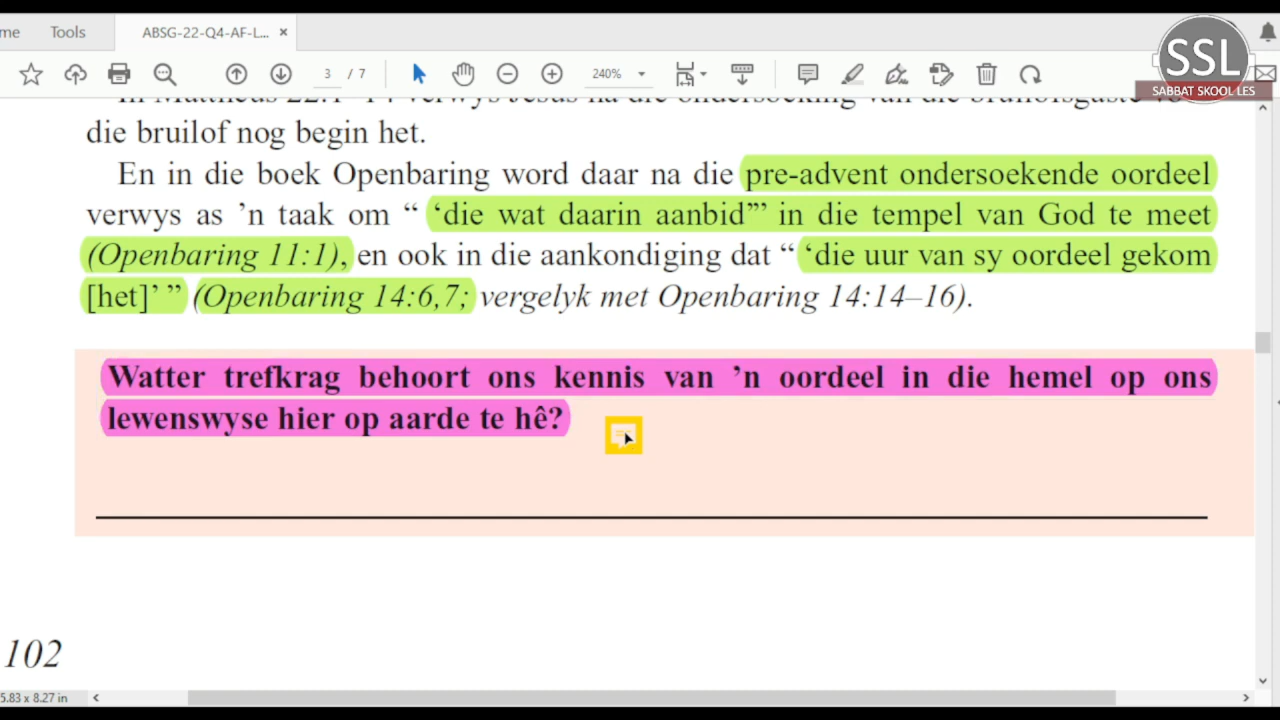 me Tools ABSG-22-Q4-AF-L... ×
SSL
SABBAT SKOOL LES
3 / 7 240%
die bruilof nog begin het.
En in die boek Openbaring word daar na die pre-advent ondersoekende oordeel
verwys as ’n taak om “ ‘die wat daarin aanbid”’ in die tempel van God te meet
(Openbaring 11:1), en ook in die aankondiging dat “ ‘die uur van sy oordeel gekom
[het]’ ” (Openbaring 14:6,7; vergelyk met Openbaring 14:14–16).
Watter trefkrag behoort ons kennis van ’n oordeel in die hemel op ons
lewenswyse hier op aarde te hê?
102
5.83 x 8.27 in